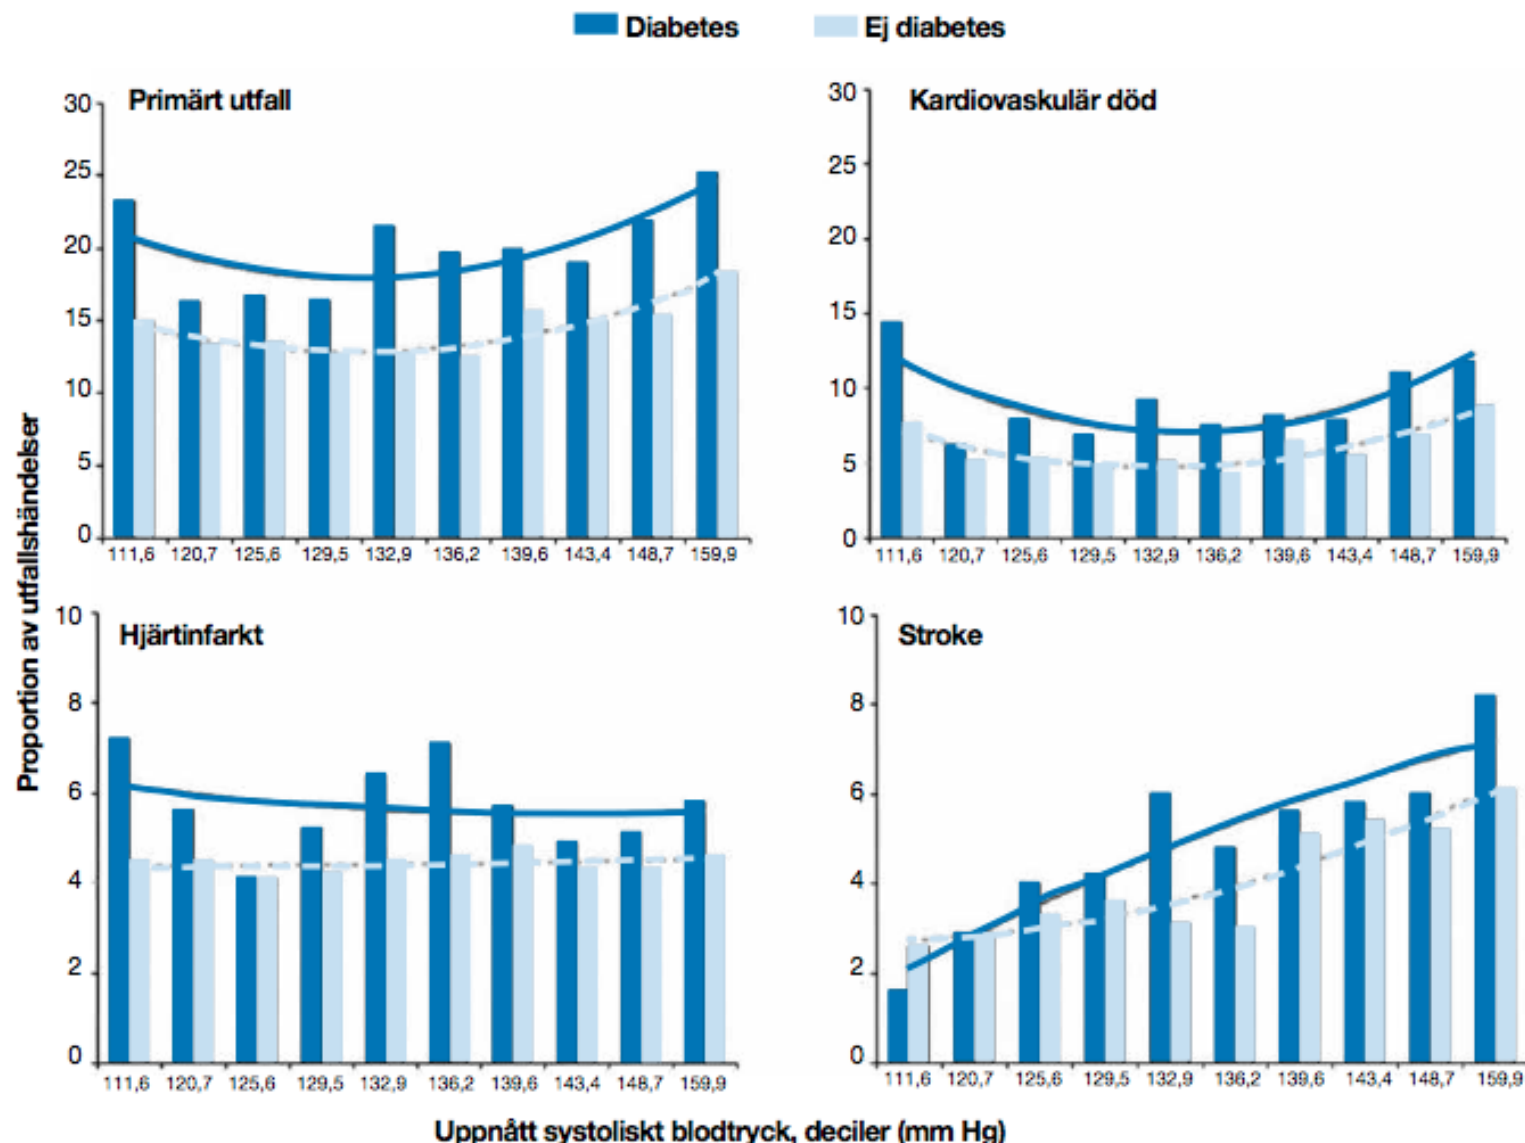 Diabetes Ej diabetes
Primärt utfall
30
25
20
15
10
5
0
111,6 120,7 125,6 129,5 132,9 136,2 139,6 143,4 148,7 159,9
Kardiovaskulär död
30
25
20
15
10
5
0
111,6 120,7 125,6 129,5 132,9 136,2 139,6 143,4 148,7 159,9
Proportion av utfallshändelser
Hjärtinfarkt
10
8
6
4
2
0
111,6 120,7 125,6 129,5 132,9 136,2 139,6 143,4 148,7 159,9
Stroke
10
8
6
4
2
0
111,6 120,7 125,6 129,5 132,9 136,2 139,6 143,4 148,7 159,9
Uppnått systoliskt blodtryck, deciler (mm Hg)